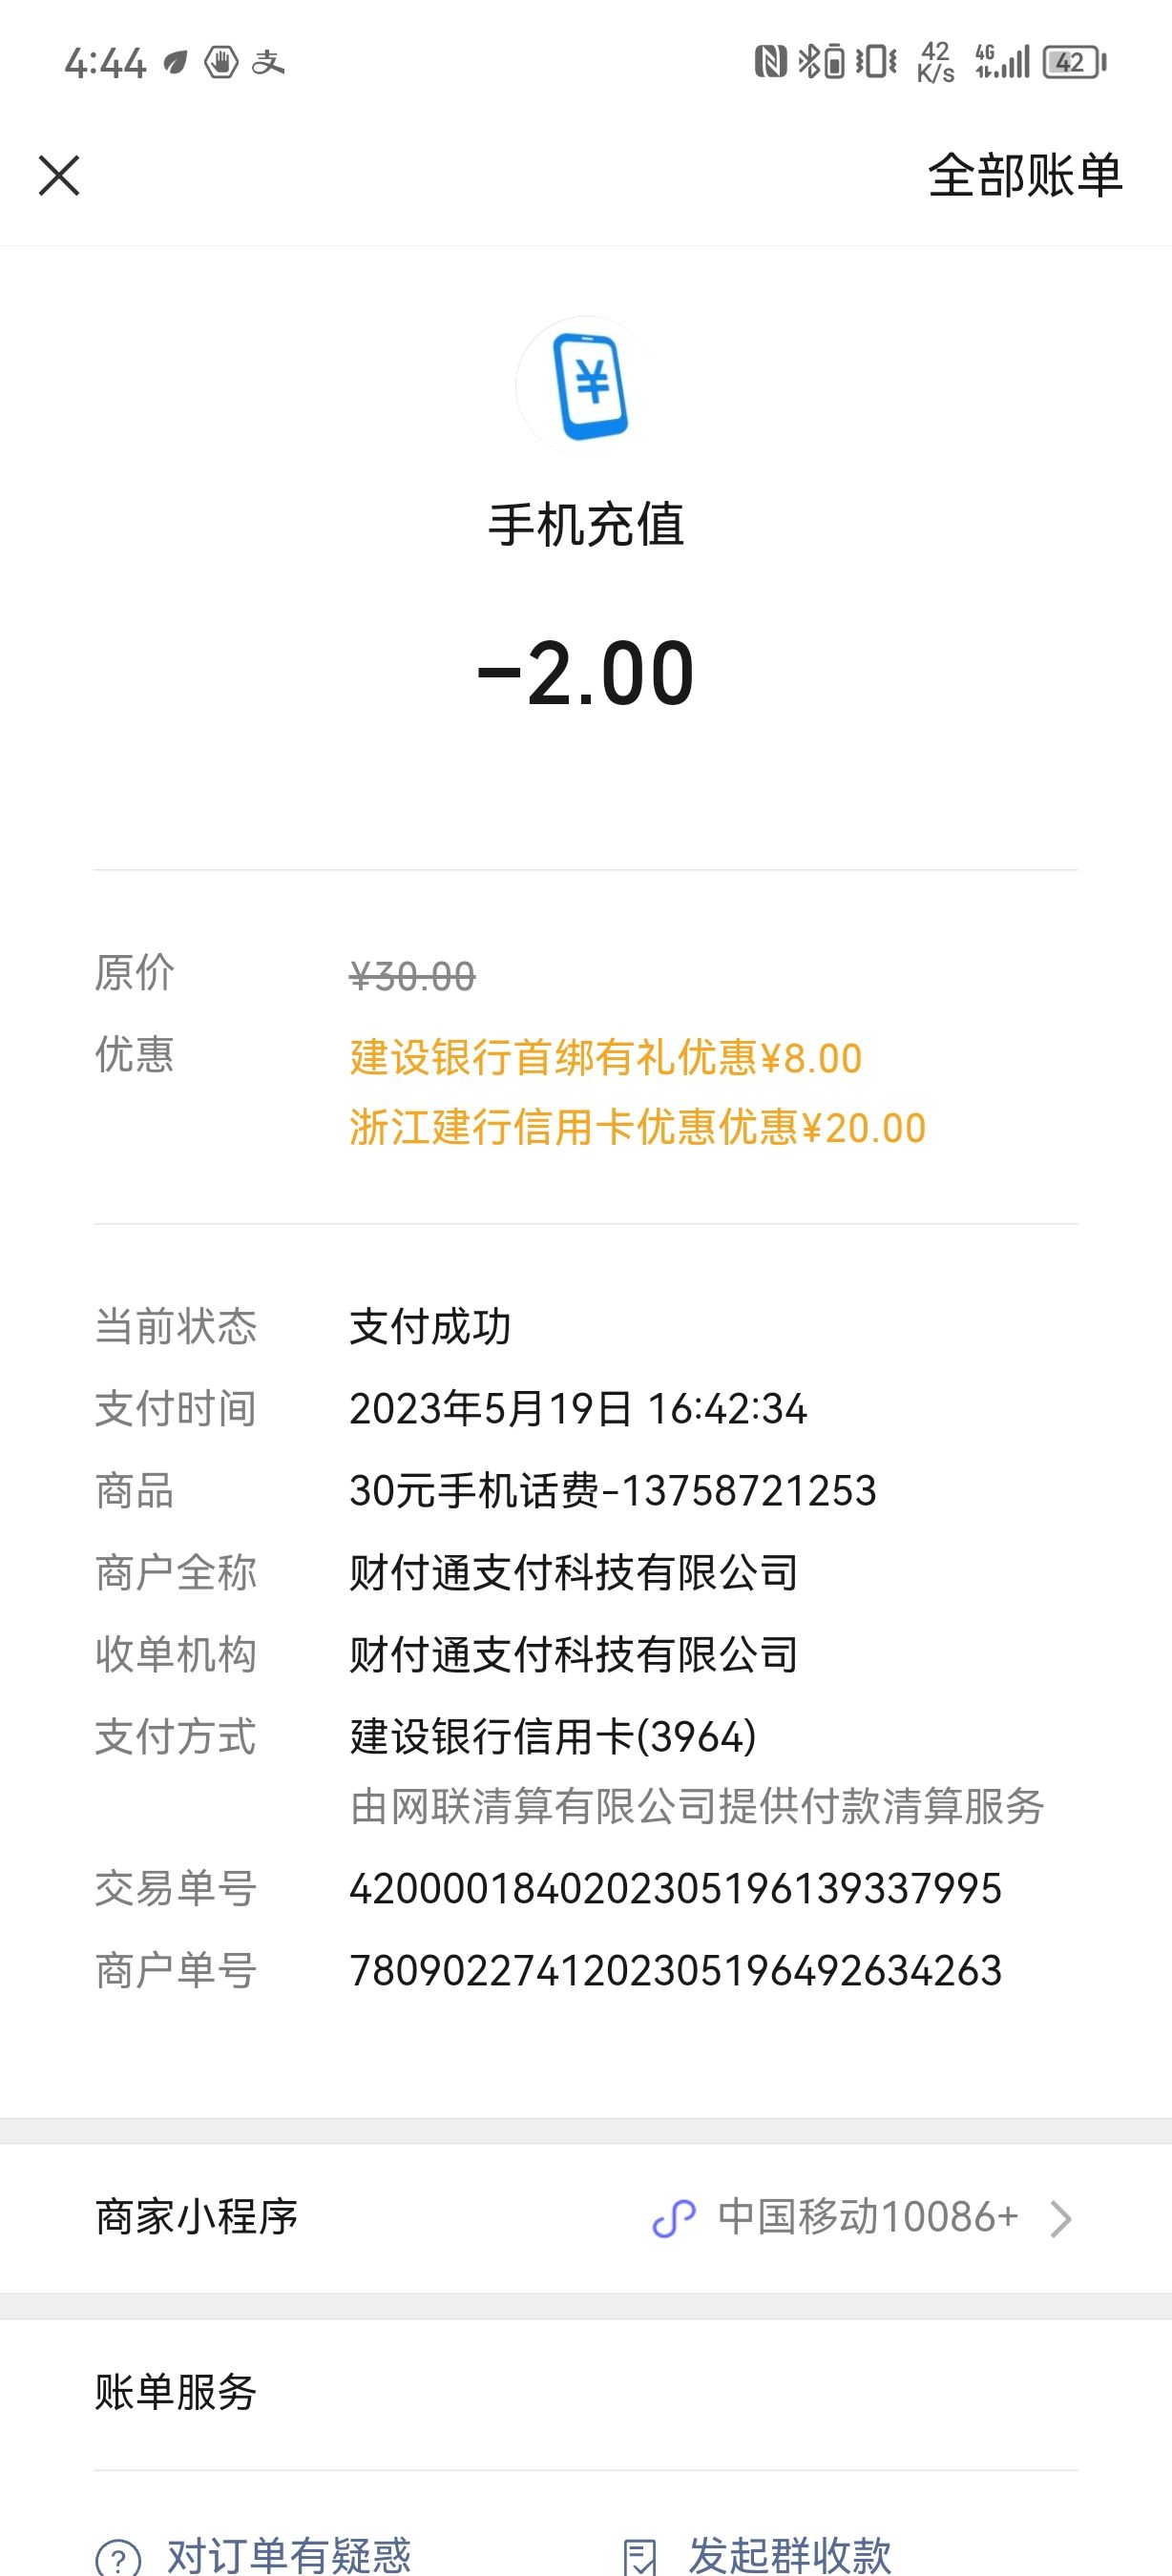 4:44 支 42 K/s 4G 42
全部账单
¥
手机充值
-2.00
原价 ¥30.00
优惠 建设银行首绑有礼优惠¥8.00
浙江建行信用卡优惠优惠¥20.00
当前状态 支付成功
支付时间 2023年5月19日 16:42:34
商品 30元手机话费-13758721253
商户全称 财付通支付科技有限公司
收单机构 财付通支付科技有限公司
支付方式 建设银行信用卡(3964)
由网联清算有限公司提供付款清算服务
交易单号 4200001840202305196139337995
商户单号 7809022741202305196492634263
商家小程序 中国移动10086+
账单服务
对订单有疑惑 发起群收款